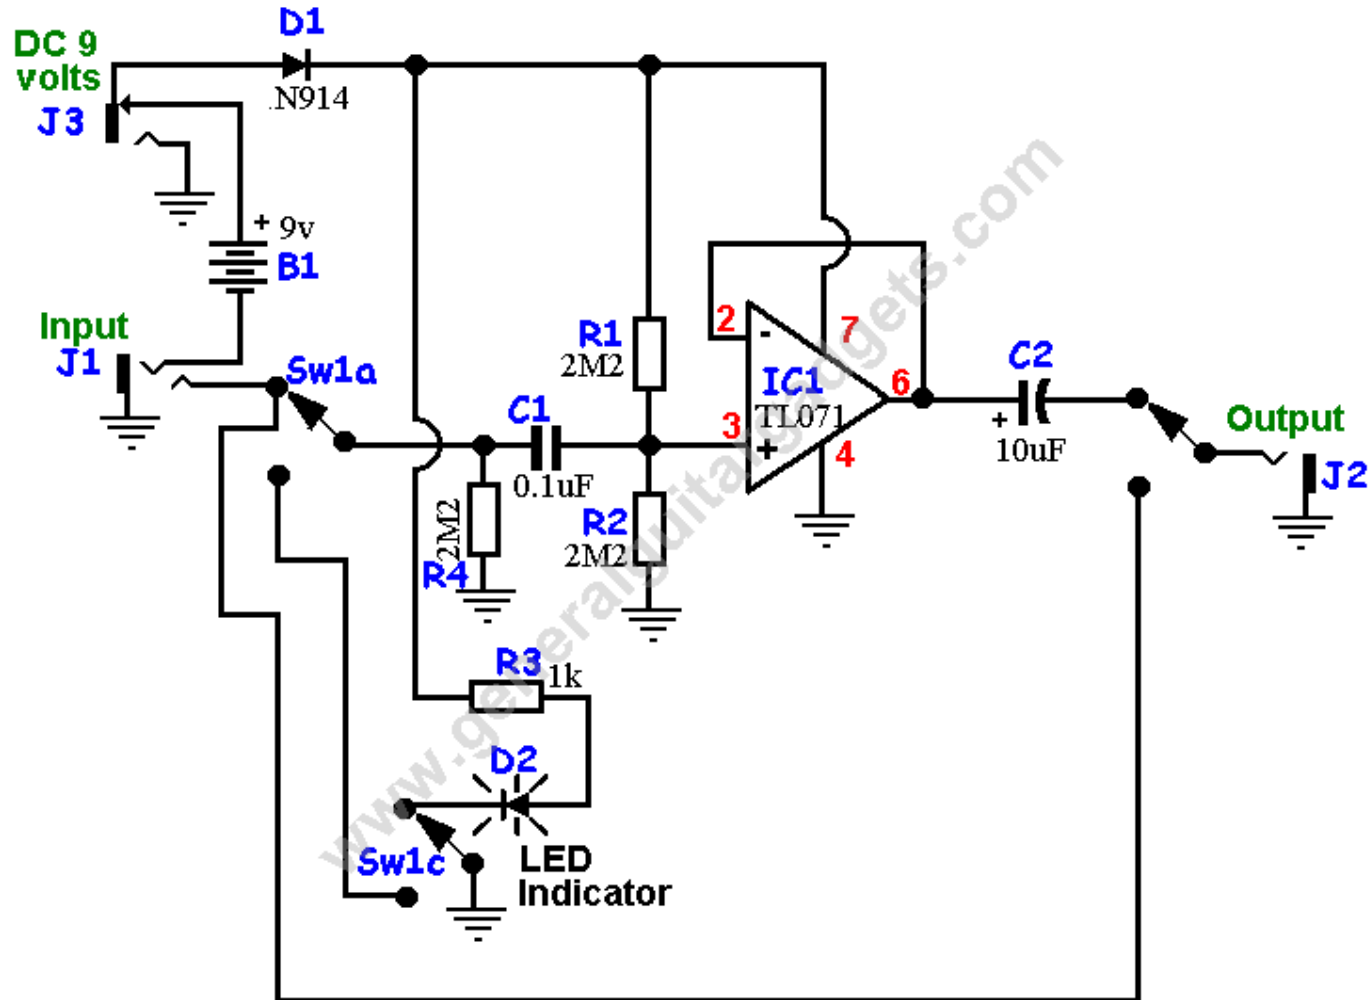 D1
DC 9
volts
.N914
J3
+ 9v
B1
Input
J1
Sw1a
R1
2M2
C1
0.1uF
2
-
7
IC1
TL071
6
3
+
4
C2
+
10uF
Output
J2
R2
2M2
2M2
R4
R3
1k
D2
Sw1c
LED
Indicator
www.generalguitargadgets.com